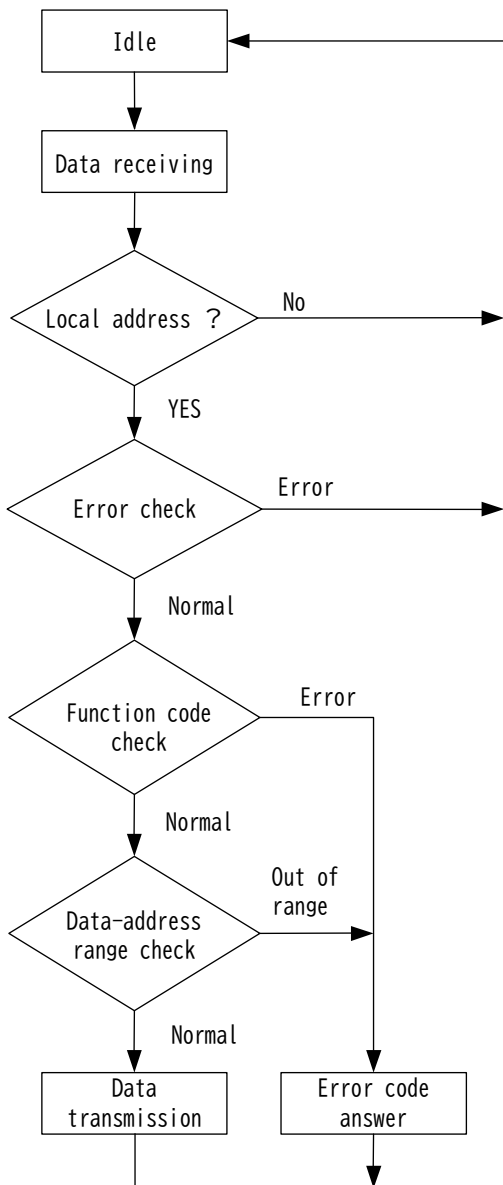 Idle
Data receiving
Local address ?
No
YES
Error check
Error
Normal
Function code
check
Error
Normal
Data-address
range check
Out of
range
Normal
Data
transmission
Error code
answer